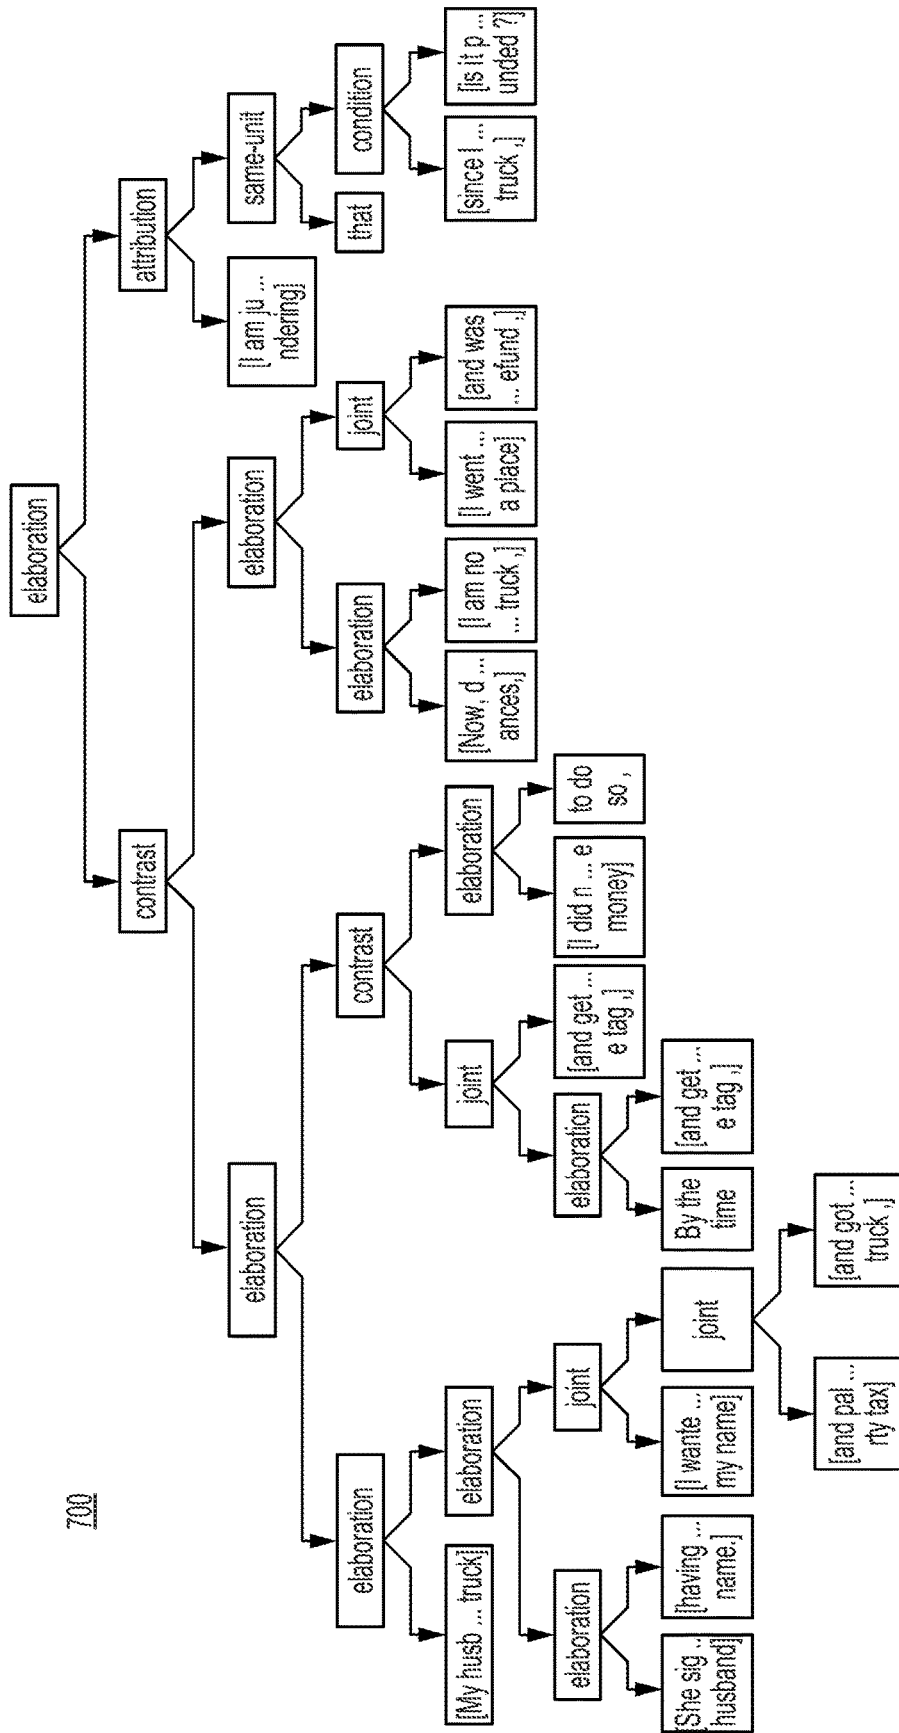 700
elaboration
contrast
attribution
elaboration
elaboration
[I am ju ...
ndering]
same-unit
elaboration
contrast
elaboration
joint
that
condition
[My husb ... truck]
elaboration
joint
elaboration
[Now, d ...
ances,]
[I am no
... truck ,]
[I went ...
a place]
[and was
... efund ,]
[since I ...
truck ,]
[is it p ...
unded ?]
elaboration
joint
elaboration
[and get ...
e tag ,]
[I did n ... e
money]
to do
so ,
[She sig ..
husband]
[having ...
name.]
[I wante ...
my name]
joint
By the
time
[and get ...
e tag ,]
[and pai ...
rty tax]
[and got ...
truck ,]